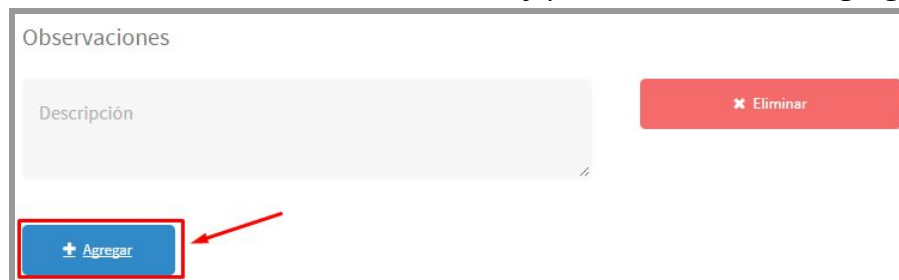 Observaciones
Descripción
✖ Eliminar
+ Agregar